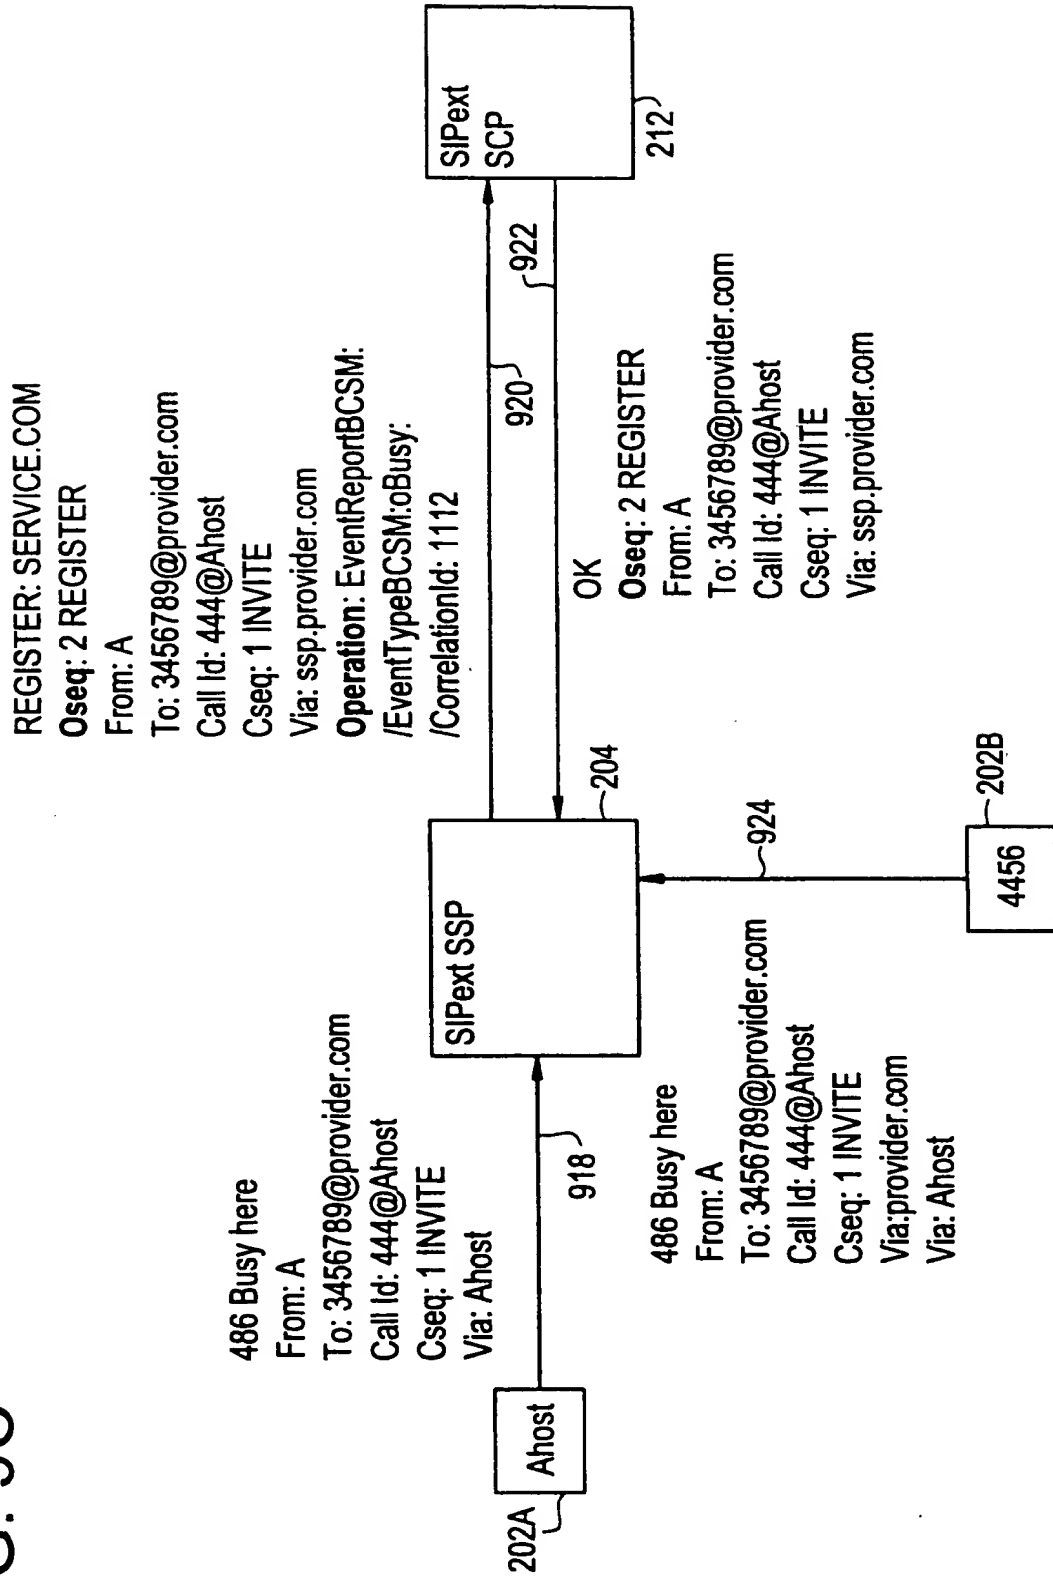 REGISTER: SERVICE.COM
Oseq: 2 REGISTER
From: A
To: 3456789@provider.com
Call Id: 444@Ahost
Cseq: 1 INVITE
Via: ssp.provider.com
Operation: EventReportBCSM:
/EventTypeBCSM:oBusy:
/CorrelationId: 1112
486 Busy here
From: A
To: 3456789@provider.com
Call Id: 444@Ahost
Cseq: 1 INVITE
Via: Ahost
202A
Ahost
918
SIPext SSP
204
920
922
SIPext
SCP
212
OK
Oseq: 2 REGISTER
From: A
To: 3456789@provider.com
Call Id: 444@Ahost
Cseq: 1 INVITE
Via: ssp.provider.com
486 Busy here
From: A
To: 3456789@provider.com
Call Id: 444@Ahost
Cseq: 1 INVITE
Via:provider.com
Via: Ahost
924
202B
4456